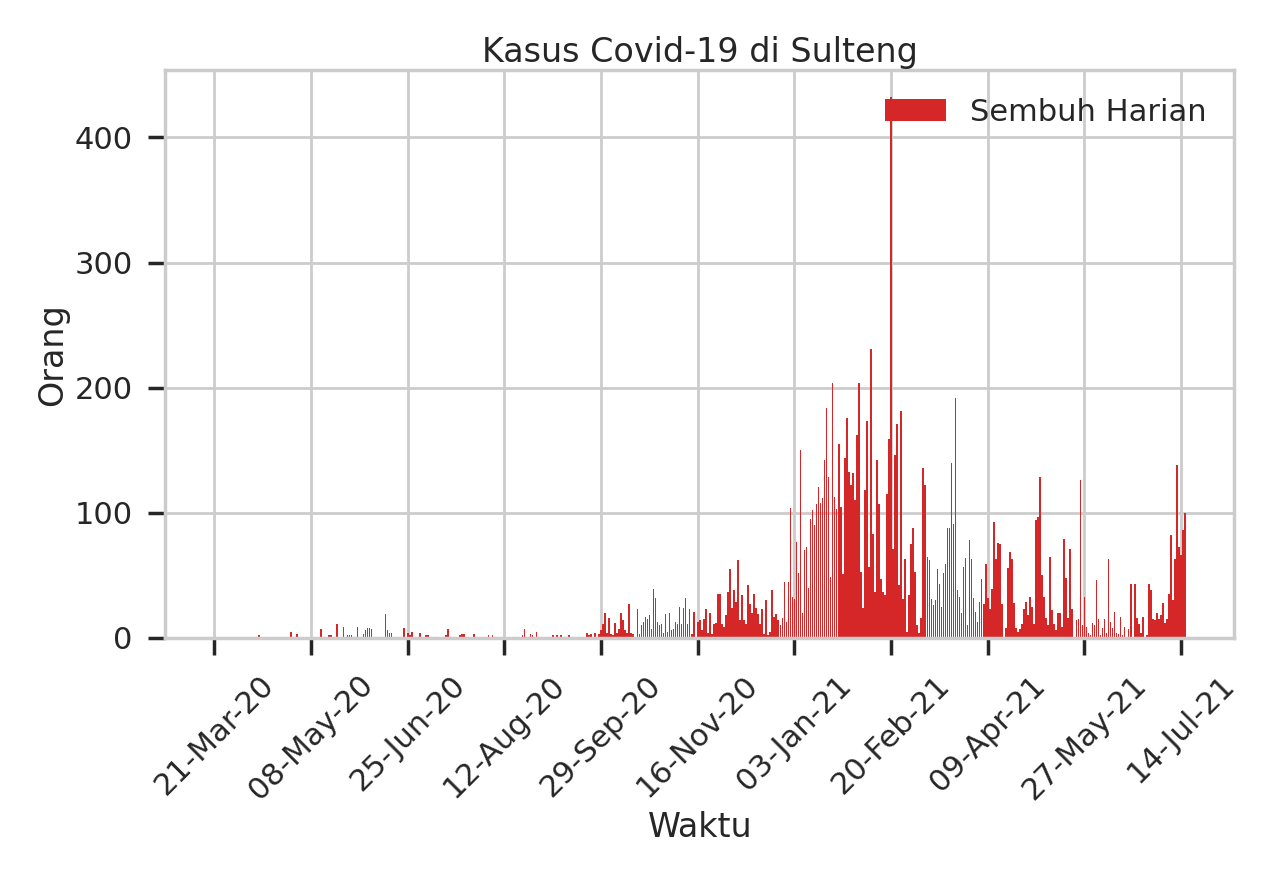 Kasus Covid-19 di Sulteng
Sembuh Harian
Orang
400
300
200
100
0
21-Mar-20
08-May-20
25-Jun-20
12-Aug-20
29-Sep-20
16-Nov-20
03-Jan-21
20-Feb-21
09-Apr-21
27-May-21
14-Jul-21
Waktu